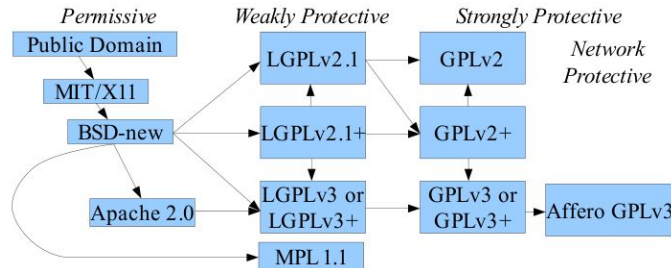 Permissive
Weakly Protective
Strongly Protective
Network
Protective
Public Domain
MIT/X11
BSD-new
Apache 2.0
LGPLv2.1
LGPLv2.1+
LGPLv3 or
LGPLv3+
MPL 1.1
GPLv2
GPLv2+
GPLv3 or
GPLv3+
Affero GPLv3